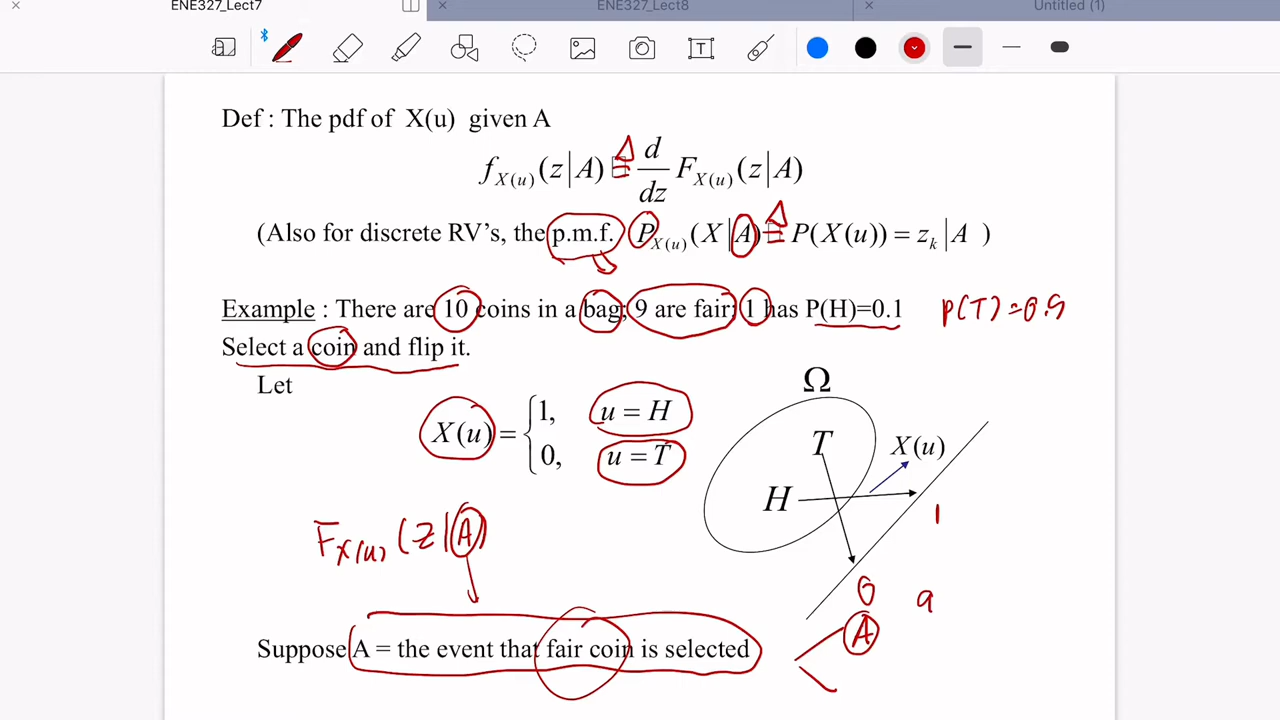 ENE327_Lect7
ENE327_Lect8
Untitled (1)
Def : The pdf of X(u) given A
f_{X(u)}(z|A) ≜ d/dz F_{X(u)}(z|A)
(Also for discrete RV's, the p.m.f. P_{X(u)}(X|A) ≜ P(X(u)) = z_k|A )
Example : There are 10 coins in a bag; 9 are fair; 1 has P(H)=0.1 P(T)=0.9
Select a coin and flip it.
Let
Ω
X(u) = { 1, u = H
0, u = T
T
X(u)
H
1
F_{X(u)}(z|A)
0
A
Suppose A = the event that fair coin is selected